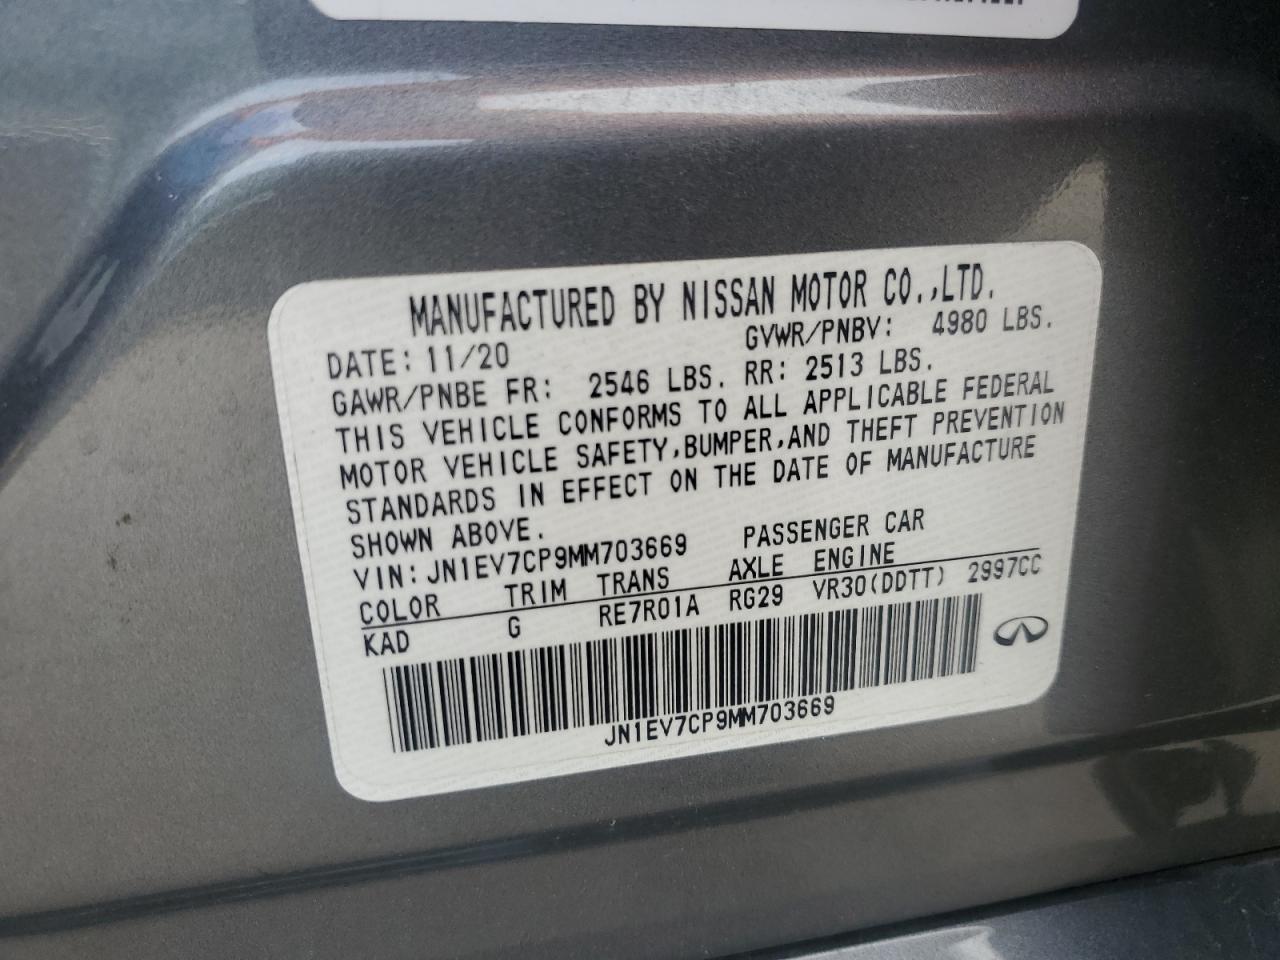 MANUFACTURED BY NISSAN MOTOR CO.,LTD.
DATE: 11/20 GVWR/PNBV: 4980 LBS.
GAWR/PNBE FR: 2546 LBS. RR: 2513 LBS.
THIS VEHICLE CONFORMS TO ALL APPLICABLE FEDERAL
MOTOR VEHICLE SAFETY,BUMPER,AND THEFT PREVENTION
STANDARDS IN EFFECT ON THE DATE OF MANUFACTURE
SHOWN ABOVE.
VIN: JN1EV7CP9MM703669 PASSENGER CAR
COLOR TRIM TRANS AXLE ENGINE
KAD G RE7R01A RG29 VR30(DDTT) 2997CC
JN1EV7CP9MM703669